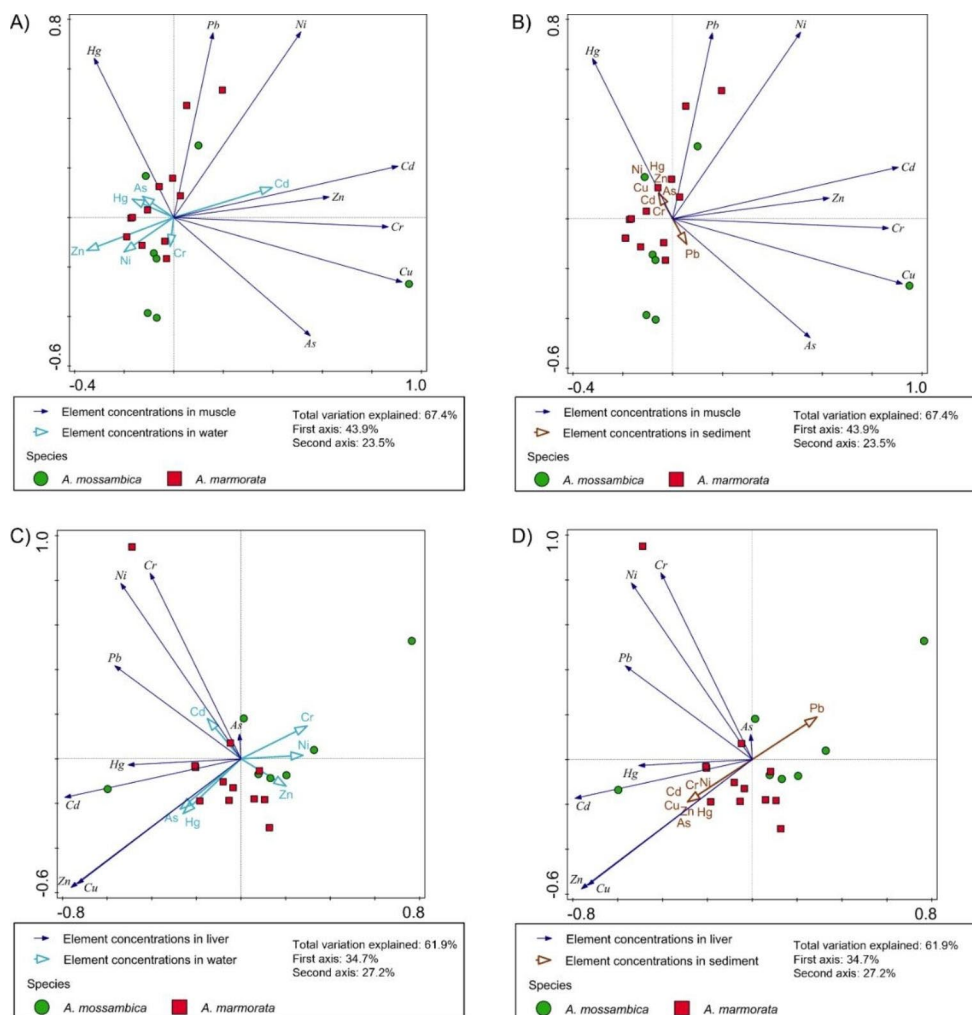 A)
0.8
Hg
Pb
Ni
Cd
Zn
Cr
Cu
As
As
Hg
Cd
Zn
Ni
Cr
-0.6
-0.4
1.0
Element concentrations in muscle
Element concentrations in water
Species
A. mossambica
A. marmorata
Total variation explained: 67.4%
First axis: 43.9%
Second axis: 23.5%
B)
0.8
Hg
Pb
Ni
Cd
Zn
Cr
Cu
As
Ni
Hg
Zn
Cu
As
Cd
Cr
Pb
-0.6
-0.4
1.0
Element concentrations in muscle
Element concentrations in sediment
Species
A. mossambica
A. marmorata
Total variation explained: 67.4%
First axis: 43.9%
Second axis: 23.5%
C)
1.0
Cr
Ni
Pb
As
Hg
Cd
Zn
Cu
Cd
Cr
Ni
Zn
As
Hg
-0.6
-0.8
0.8
Element concentrations in liver
Element concentrations in water
Species
A. mossambica
A. marmorata
Total variation explained: 61.9%
First axis: 34.7%
Second axis: 27.2%
D)
1.0
Cr
Ni
Pb
As
Hg
Cd
Zn
Cu
Pb
Cr
Ni
Cd
Cu
Zn
Hg
As
-0.6
-0.8
0.8
Element concentrations in liver
Element concentrations in sediment
Species
A. mossambica
A. marmorata
Total variation explained: 61.9%
First axis: 34.7%
Second axis: 27.2%